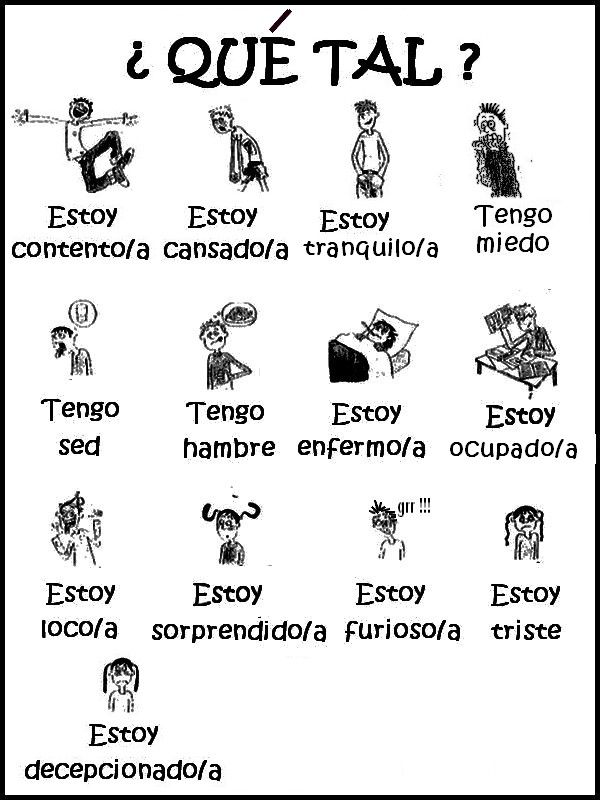 ¿ QUÉ TAL ?
Estoy contento/a
Estoy cansado/a
Estoy tranquilo/a
Tengo miedo
Tengo sed
Tengo hambre
Estoy enfermo/a
Estoy ocupado/a
grr !!!
Estoy loco/a
Estoy sorprendido/a
Estoy furioso/a
Estoy triste
Estoy decepcionado/a